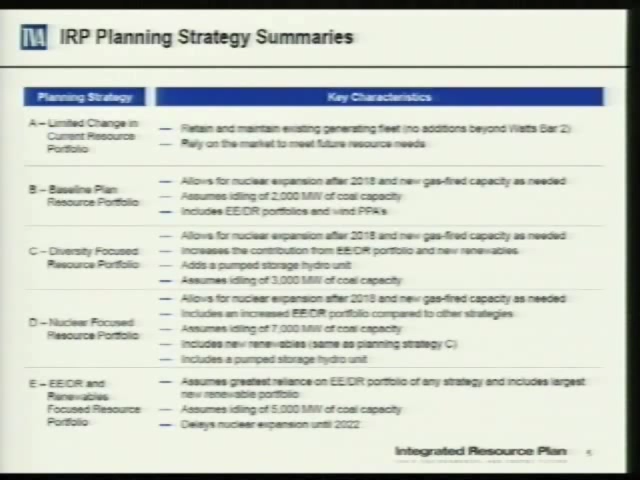 TVA IRP Planning Strategy Summaries
Planning Strategy Key Characteristics
A – Limited Change in
Current Resource
Portfolio
— Retain and maintain existing generating fleet (no additions beyond Watts Bar 2)
— Rely on the market to meet future resource needs
B – Baseline Plan
Resource Portfolio
— Allows for nuclear expansion after 2018 and new gas-fired capacity as needed
— Assumes idling of 2,000 MW of coal capacity
— Includes EE/DR portfolios and wind PPA's
C – Diversity Focused
Resource Portfolio
— Allows for nuclear expansion after 2018 and new gas-fired capacity as needed
— Increases the contribution from EE/DR portfolio and new renewables
— Adds a pumped storage hydro unit
— Assumes idling of 3,000 MW of coal capacity
D – Nuclear Focused
Resource Portfolio
— Allows for nuclear expansion after 2018 and new gas-fired capacity as needed
— Includes an increased EE/DR portfolio compared to other strategies
— Assumes idling of 7,000 MW of coal capacity
— Includes new renewables (same as planning strategy C)
— Includes a pumped storage hydro unit
E – EE/DR and
Renewables
Focused Resource
Portfolio
— Assumes greatest reliance on EE/DR portfolio of any strategy and includes largest
new renewable portfolio
— Assumes idling of 5,000 MW of coal capacity
— Delays nuclear expansion until 2022
Integrated Resource Plan